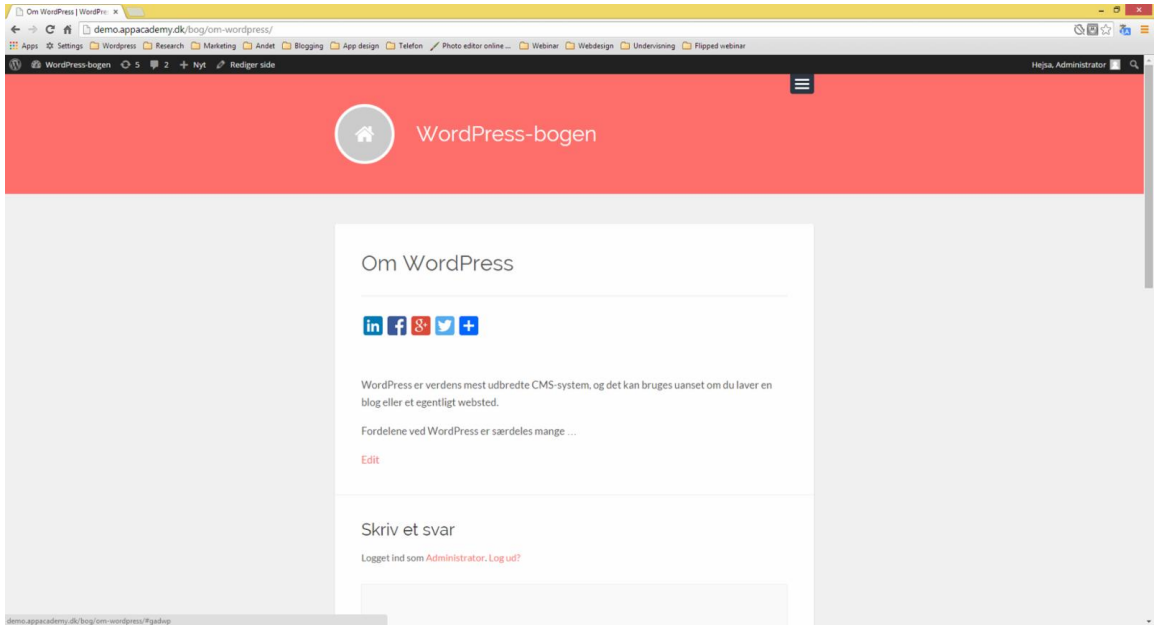 Om WordPress | WordPre
demo.appacademy.dk/bog/om-wordpress/
Apps Settings Wordpress Research Marketing Andet Blogging App design Telefon Photo editor online ... Webinar Webdesign Undervisning Flipped webinar
WordPress-bogen 5 2 Nyt Rediger side Hejsa, Administrator
WordPress-bogen
Om WordPress
WordPress er verdens mest udbredte CMS-system, og det kan bruges uanset om du laver en
blog eller et egentligt websted.
Fordelene ved WordPress er særdeles mange …
Edit
Skriv et svar
Logget ind som Administrator. Log ud?
demo.appacademy.dk/bog/om-wordpress/#gadwp